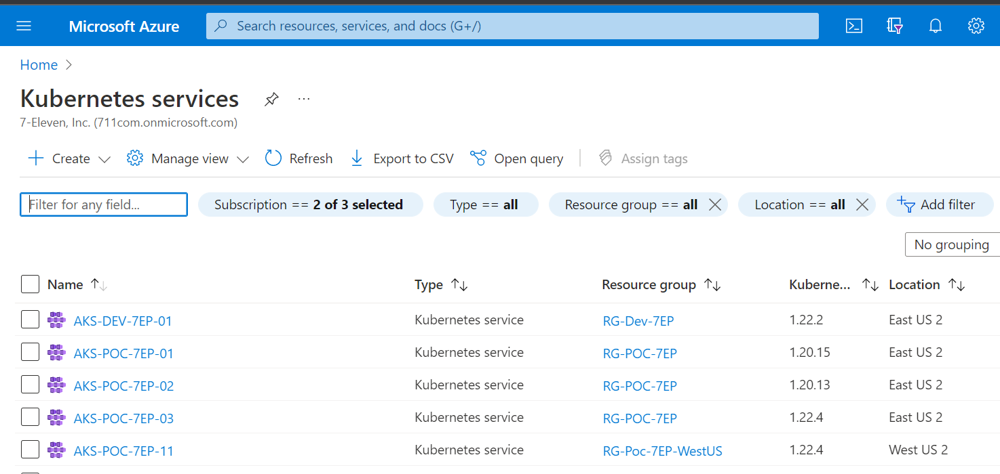 Microsoft Azure
Search resources, services, and docs (G+/)
Home
Kubernetes services
...
7-Eleven, Inc. (711com.onmicrosoft.com)
Create Manage view Refresh Export to CSV Open query Assign tags
Filter for any field... Subscription == 2 of 3 selected Type == all Resource group == all Location == all Add filter
No grouping
Name Type Resource group Kuberne... Location
AKS-DEV-7EP-01 Kubernetes service RG-Dev-7EP 1.22.2 East US 2
AKS-POC-7EP-01 Kubernetes service RG-POC-7EP 1.20.15 East US 2
AKS-POC-7EP-02 Kubernetes service RG-POC-7EP 1.20.13 East US 2
AKS-POC-7EP-03 Kubernetes service RG-POC-7EP 1.22.4 East US 2
AKS-POC-7EP-11 Kubernetes service RG-Poc-7EP-WestUS 1.22.4 West US 2